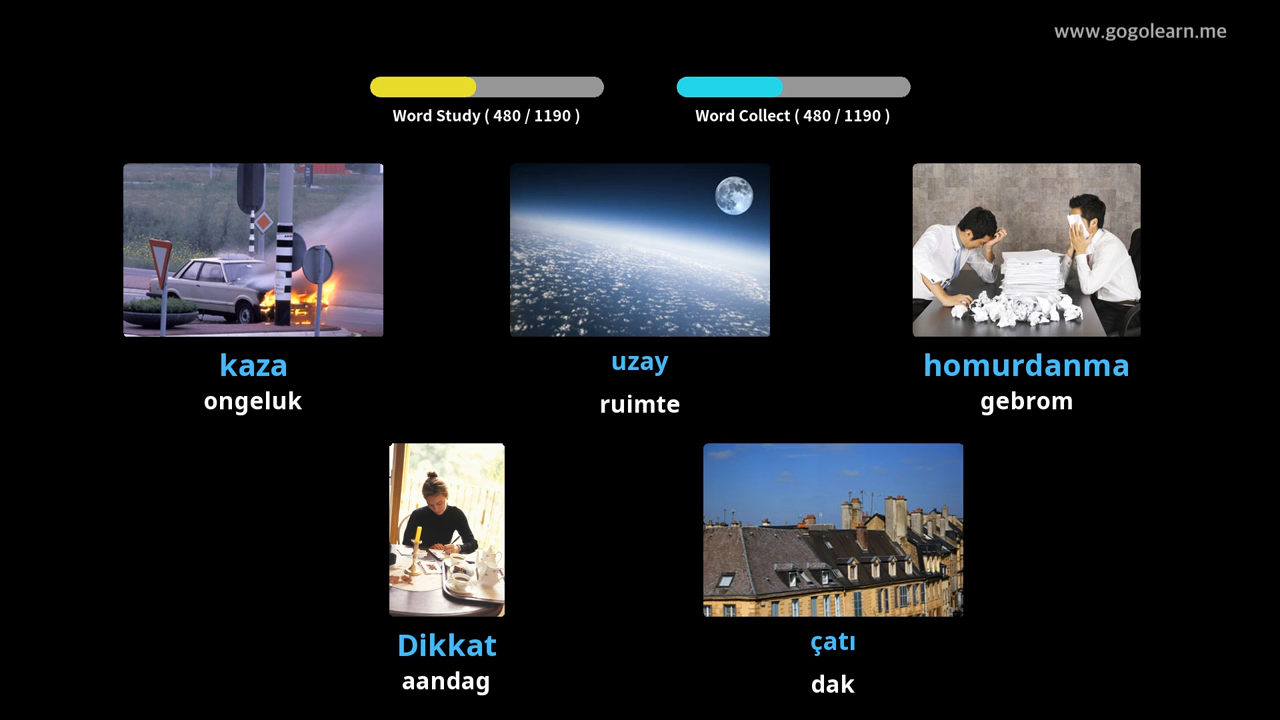 www.gogolearn.me
Word Study ( 480 / 1190 )
Word Collect ( 480 / 1190 )
kaza
ongeluk
uzay
ruimte
homurdanma
gebrom
Dikkat
aandag
çatı
dak